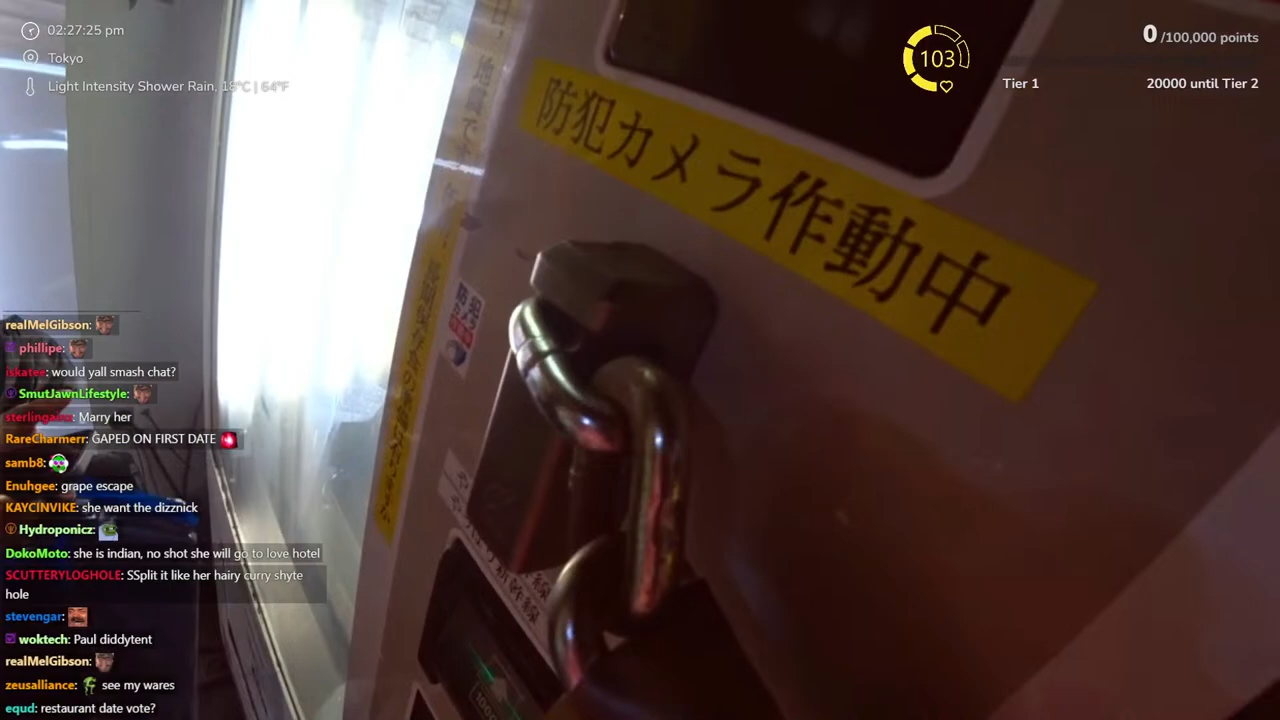 02:27:25 pm
Tokyo
Light Intensity Shower Rain, 18°C | 64°F
103
0 /100,000 points
Tier 1
20000 until Tier 2
防犯カメラ作動中
realMelGibson:
phillipe:
iskatee: would yall smash chat?
SmutJawnLifestyle:
Marry her
RareCharmerr: GAPED ON FIRST DATE
samb8:
Enuhgee: grape escape
KAYCINVIKE: she want the dizznick
Hydroponicz:
DokoMoto: she is indian, no shot she will go to love hotel
SCUTTERYLOGHOLE: SSplit it like her hairy curry shyte
hole
stevengar:
woktech: Paul diddytent
realMelGibson:
zeusalliance: see my wares
equd: restaurant date vote?